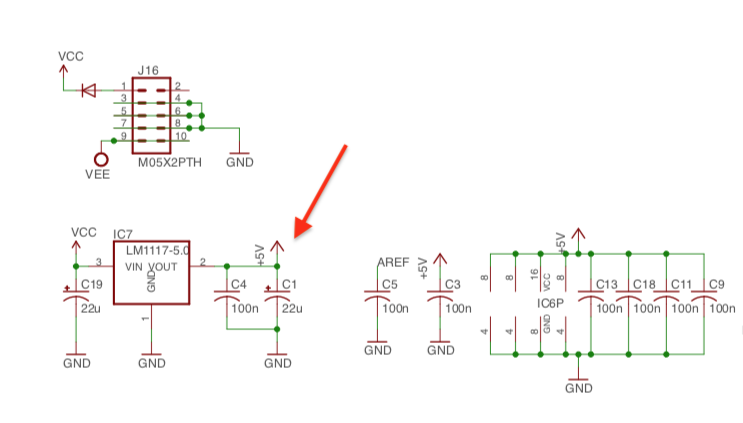 VCC
J16
1 2
3 4
5 6
7 8
9 10
M05X2PTH
GND
VEE
VCC
IC7
LM1117-5.0
3
VIN VOUT
GND
2
1
+5V
C19
22u
C4
100n
C1
22u
GND
GND
GND
AREF
C5
100n
GND
+5V
C3
100n
GND
+5V
8
8
16
VCC
8
IC6P
4
4
8
GND
4
C13
100n
C18
100n
C11
100n
C9
100n
GND